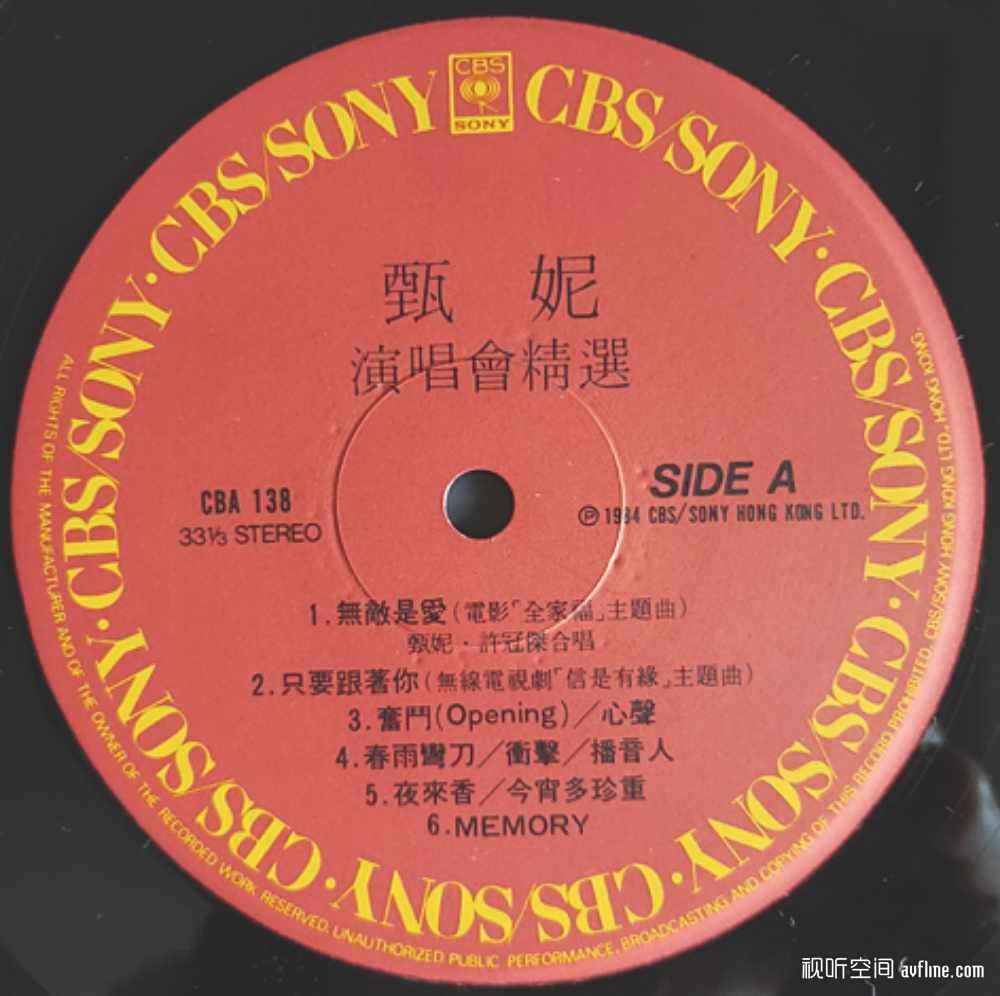 CBS
SONY
CBS/SONY · CBS/SONY · CBS/SONY · CBS/SONY · CBS/SONY · CBS/SONY · CBS/SONY · CBS/SONY
甄 妮
演唱會精選
CBA 138
33⅓ STEREO
SIDE A
Ⓟ 1984 CBS/SONY HONG KONG LTD.
1.無敵是愛(電影「全家福」主題曲)
甄妮·許冠傑合唱
2.只要跟著你(無線電視劇「信是有緣」主題曲)
3.奮鬥(Opening)/心聲
4.春雨彎刀/衝擊/播音人
5.夜來香/今宵多珍重
6.MEMORY
ALL RIGHTS OF THE MANUFACTURER AND OF THE OWNER OF THE RECORDED WORK RESERVED. UNAUTHORIZED PUBLIC PERFORMANCE, BROADCASTING AND COPYING OF THIS RECORD PROHIBITED. CBS/SONY HONG KONG LTD., HONG KONG.
视听空间 avfline.com